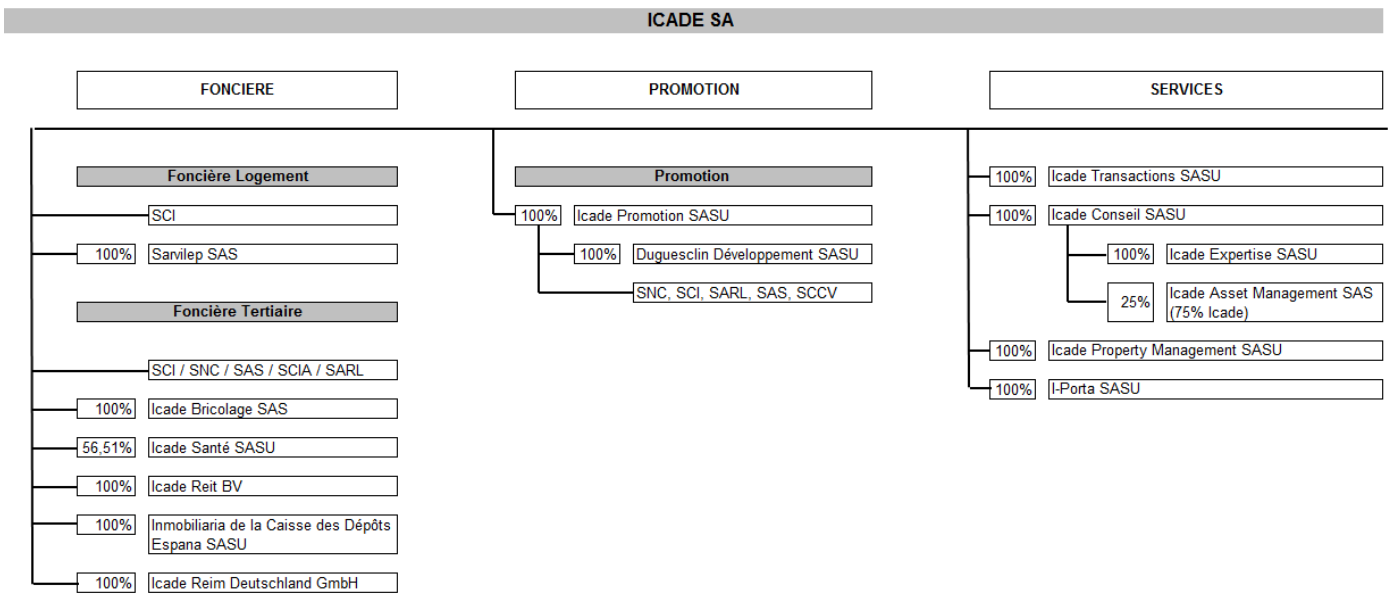 ICADE SA
FONCIERE
PROMOTION
SERVICES
Foncière Logement
SCI
100% Sarvilep SAS
Foncière Tertiaire
SCI / SNC / SAS / SCIA / SARL
100% Icade Bricolage SAS
56,51% Icade Santé SASU
100% Icade Reit BV
100% Inmobiliaria de la Caisse des Dépôts
Espana SASU
100% Icade Reim Deutschland GmbH
Promotion
100% Icade Promotion SASU
100% Duguesclin Développement SASU
SNC, SCI, SARL, SAS, SCCV
100% Icade Transactions SASU
100% Icade Conseil SASU
100% Icade Expertise SASU
25% Icade Asset Management SAS
(75% Icade)
100% Icade Property Management SASU
100% I-Porta SASU